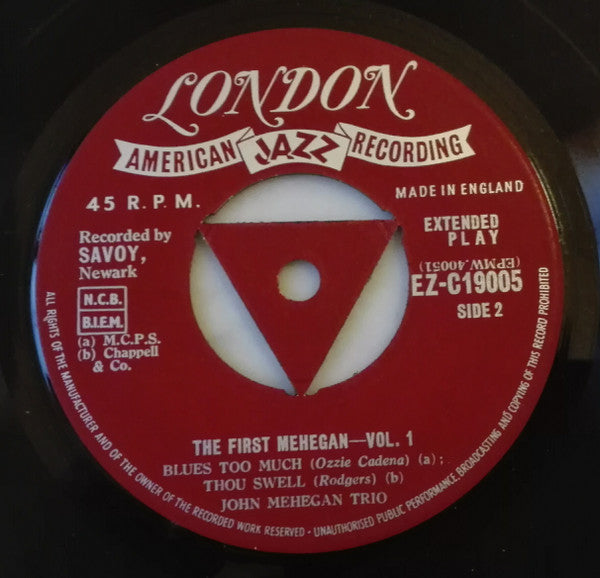 LONDON
AMERICAN JAZZ RECORDING
45 R.P.M.
MADE IN ENGLAND
Recorded by
SAVOY,
Newark
EXTENDED
PLAY
(EPMW.40051)
EZ-C19005
SIDE 2
N.C.B.
B.I.E.M.
(a) M.C.P.S.
(b) Chappell
& Co.
THE FIRST MEHEGAN—VOL. 1
BLUES TOO MUCH (Ozzie Cadena) (a);
THOU SWELL (Rodgers) (b)
JOHN MEHEGAN TRIO
ALL RIGHTS OF THE MANUFACTURER AND OF THE OWNER OF THE RECORDED WORK RESERVED - UNAUTHORISED PUBLIC PERFORMANCE, BROADCASTING AND COPYING OF THIS RECORD PROHIBITED